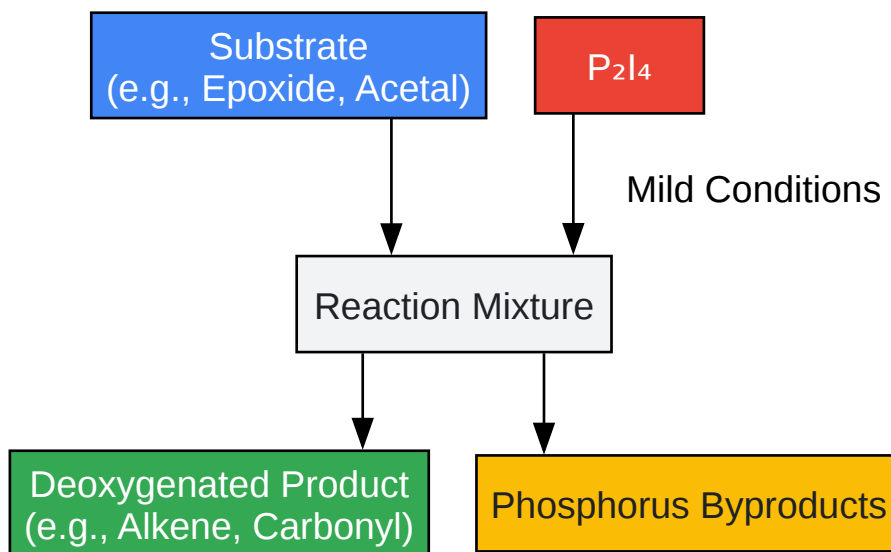 Substrate
(e.g., Epoxide, Acetal)
P₂I₄
Mild Conditions
Reaction Mixture
Deoxygenated Product
(e.g., Alkene, Carbonyl)
Phosphorus Byproducts